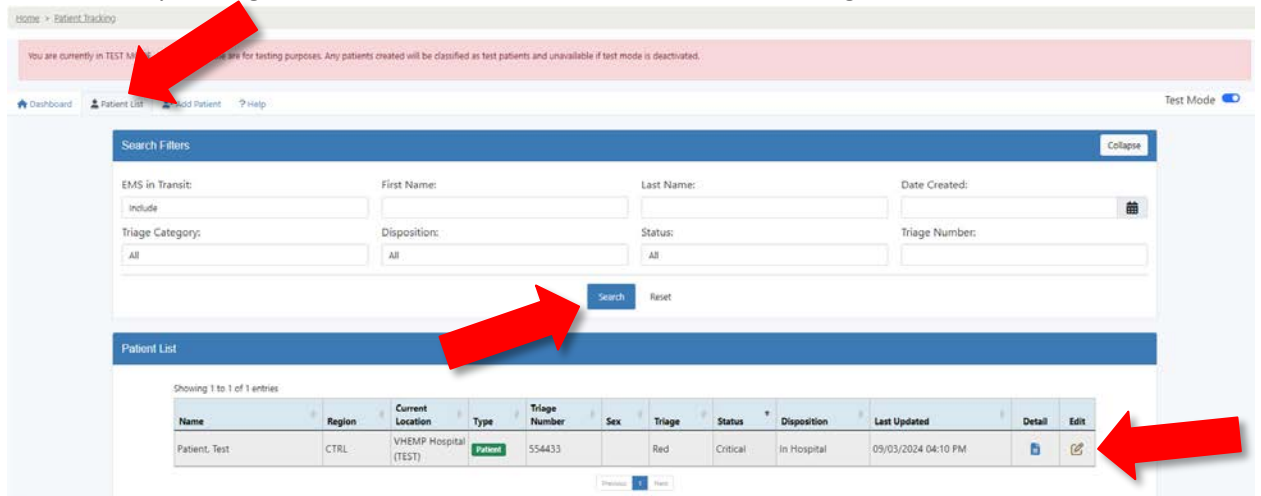 Home > Patient Tracking
You are currently in TEST are for testing purposes. Any patients created will be classified as test patients and unavailable if test mode is deactivated.
Dashboard Patient List Add Patient ? Help Test Mode
Search Filters Collapse
EMS in Transit: First Name: Last Name: Date Created:
Include
Triage Category: Disposition: Status: Triage Number:
All All All
Search Reset
Patient List
Showing 1 to 1 of 1 entries
Name Region Current Location Type Triage Number Sex Triage Status Disposition Last Updated Detail Edit
Patient, Test CTRL VHEMP Hospital (TEST) Patient 554433 Red Critical In Hospital 09/03/2024 04:10 PM
Previous 1 Next